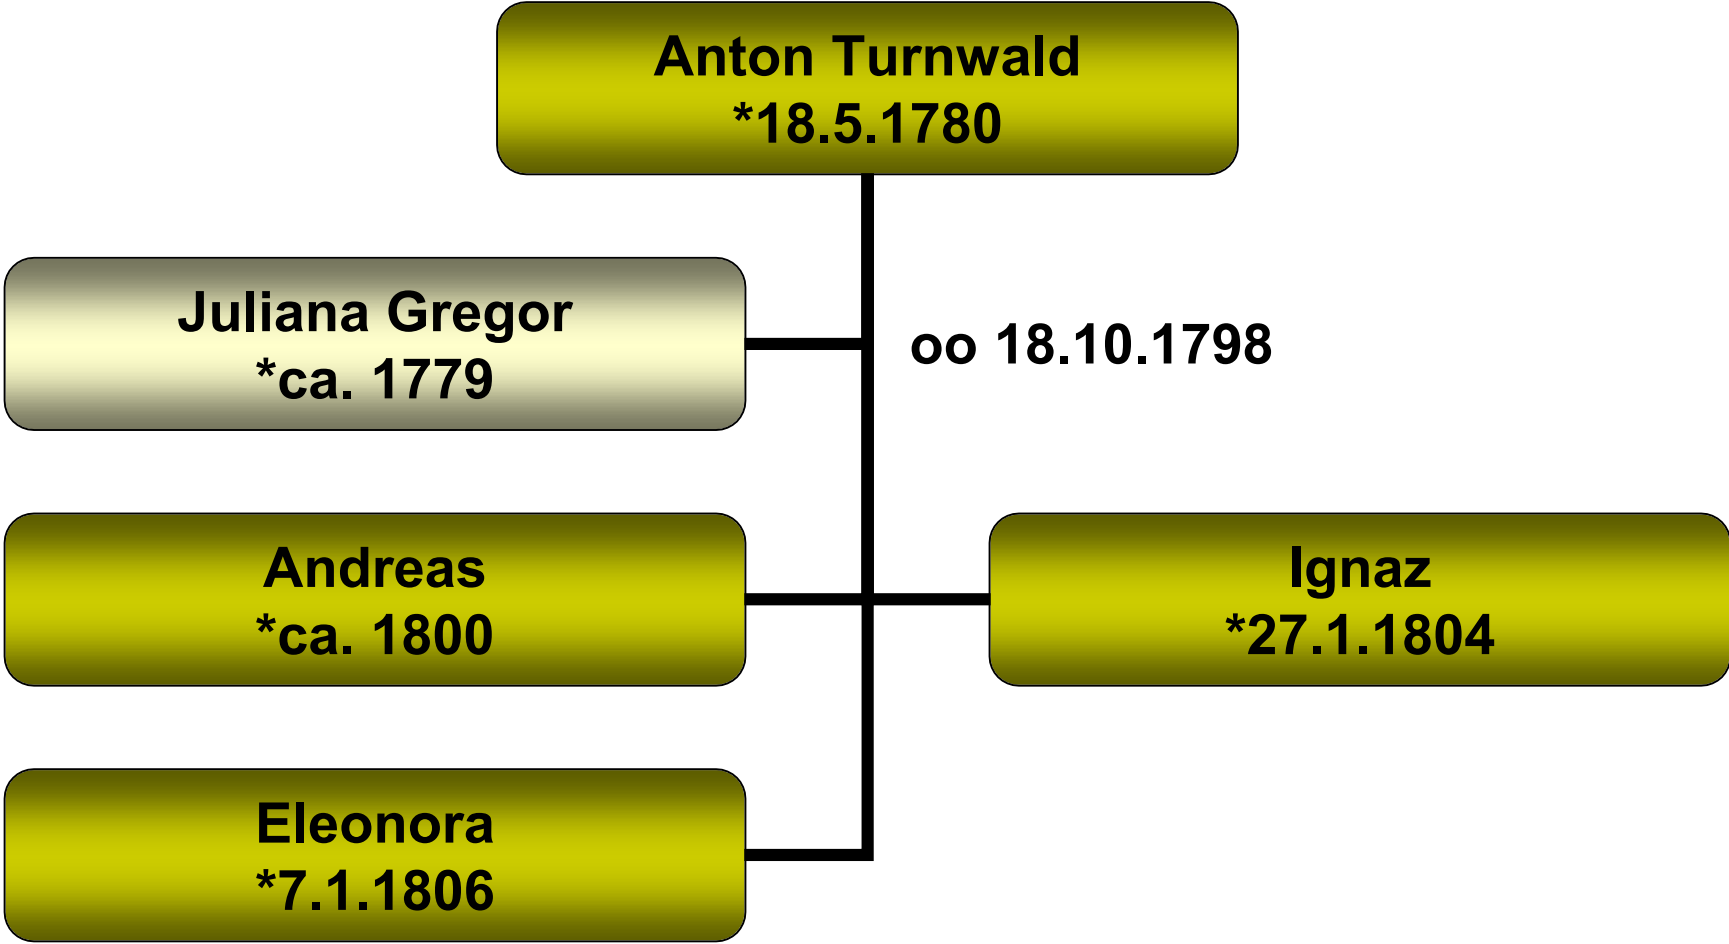 Anton Turnwald
*18.5.1780
Juliana Gregor
*ca. 1779
oo 18.10.1798
Andreas
*ca. 1800
Ignaz
*27.1.1804
Eleonora
*7.1.1806